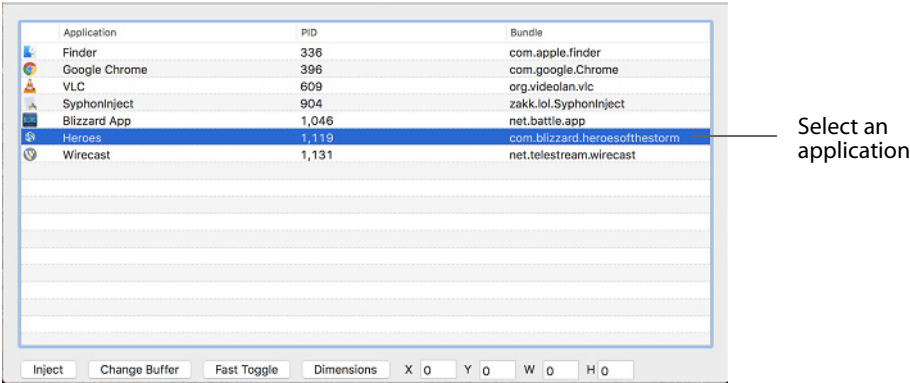 Application PID Bundle
Finder 336 com.apple.finder
Google Chrome 396 com.google.Chrome
VLC 609 org.videolan.vlc
SyphonInject 904 zakk.lol.SyphonInject
Blizzard App 1,046 net.battle.app
Heroes 1,119 com.blizzard.heroesofthestorm
Wirecast 1,131 net.telestream.wirecast
Select an
application
Inject Change Buffer Fast Toggle Dimensions X 0 Y 0 W 0 H 0